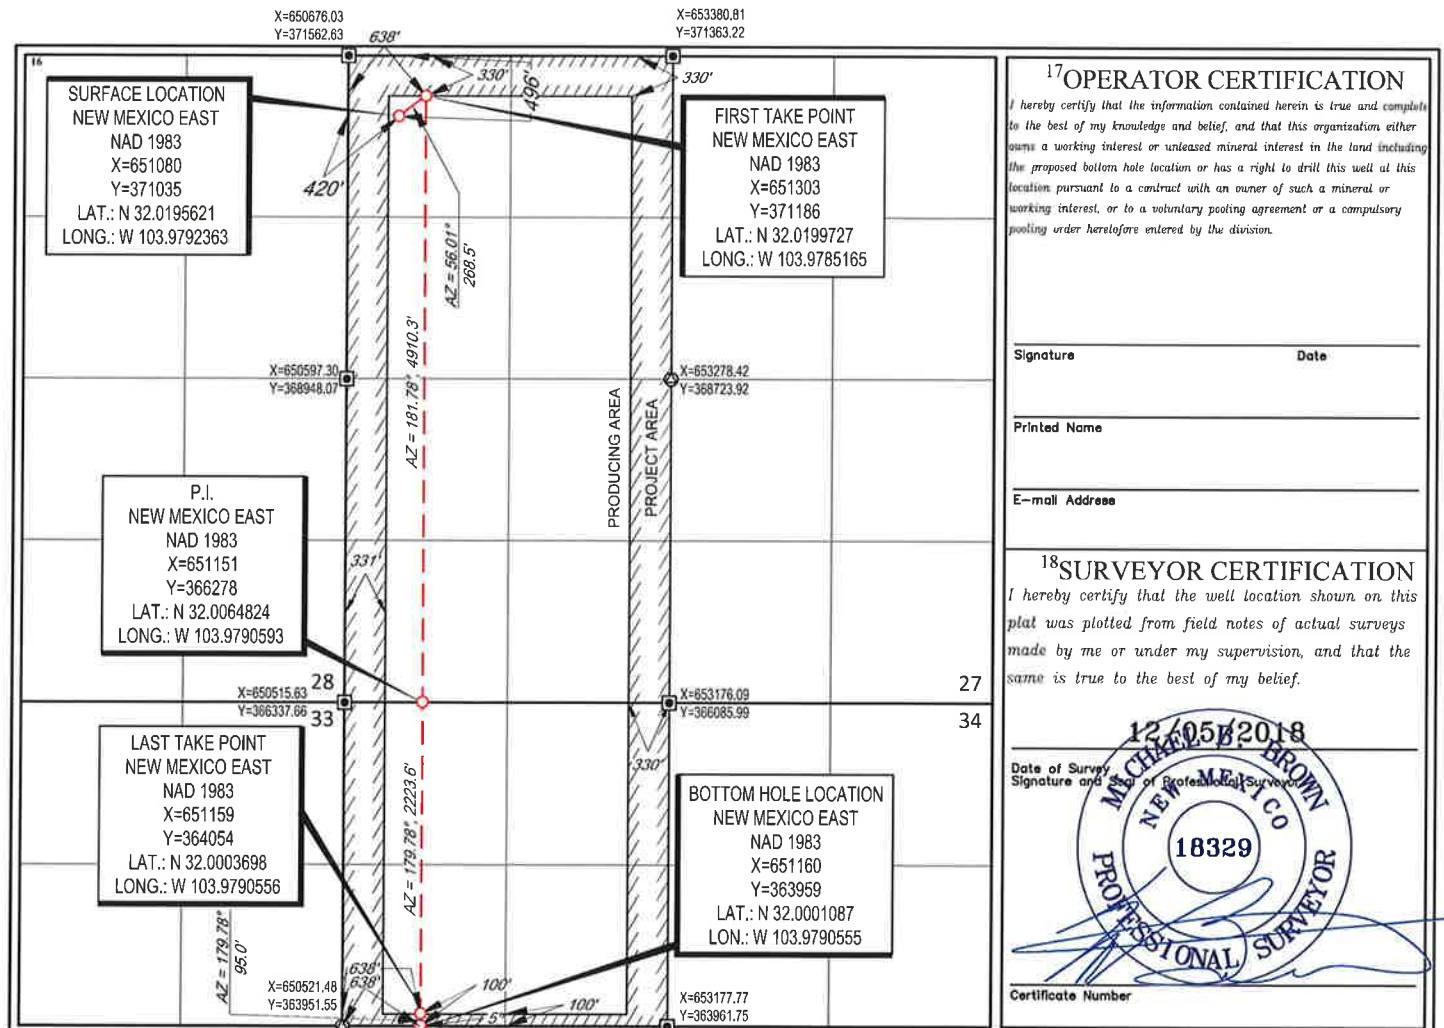 X=650676.03
Y=371562.63
X=653380.81
Y=371363.22
16
638'
330'
496'
330'
SURFACE LOCATION
NEW MEXICO EAST
NAD 1983
X=651080
Y=371035
LAT.: N 32.0195621
LONG.: W 103.9792363
FIRST TAKE POINT
NEW MEXICO EAST
NAD 1983
X=651303
Y=371186
LAT.: N 32.0199727
LONG.: W 103.9785165
420'
AZ = 56.01°
268.5'
AZ = 181.78°, 4910.3'
X=650597.30
Y=368948.07
X=653278.42
Y=368723.92
PRODUCING AREA
PROJECT AREA
P.I.
NEW MEXICO EAST
NAD 1983
X=651151
Y=366278
LAT.: N 32.0064824
LONG.: W 103.9790593
331'
X=650515.63
Y=366337.66
28
33
X=653176.09
Y=366085.99
27
34
330'
LAST TAKE POINT
NEW MEXICO EAST
NAD 1983
X=651159
Y=364054
LAT.: N 32.0003698
LONG.: W 103.9790556
AZ = 179.78°, 2223.6'
BOTTOM HOLE LOCATION
NEW MEXICO EAST
NAD 1983
X=651160
Y=363959
LAT.: N 32.0001087
LON.: W 103.9790555
AZ = 179.78°
95.0'
X=650521.48
Y=363951.55
638'
638'
100'
100'
5'
X=653177.77
Y=363961.75
17 OPERATOR CERTIFICATION
I hereby certify that the information contained herein is true and complete
to the best of my knowledge and belief, and that this organization either
owns a working interest or unleased mineral interest in the land including
the proposed bottom hole location or has a right to drill this well at this
location pursuant to a contract with an owner of such a mineral or
working interest, or to a voluntary pooling agreement or a compulsory
pooling order heretofore entered by the division.
Signature Date
Printed Name
E-mail Address
18 SURVEYOR CERTIFICATION
I hereby certify that the well location shown on this
plat was plotted from field notes of actual surveys
made by me or under my supervision, and that the
same is true to the best of my belief.
12/05/2018
Date of Survey
Signature and Seal of Professional Surveyor
MICHAEL B. BROWN
NEW MEXICO
18329
PROFESSIONAL SURVEYOR
Certificate Number